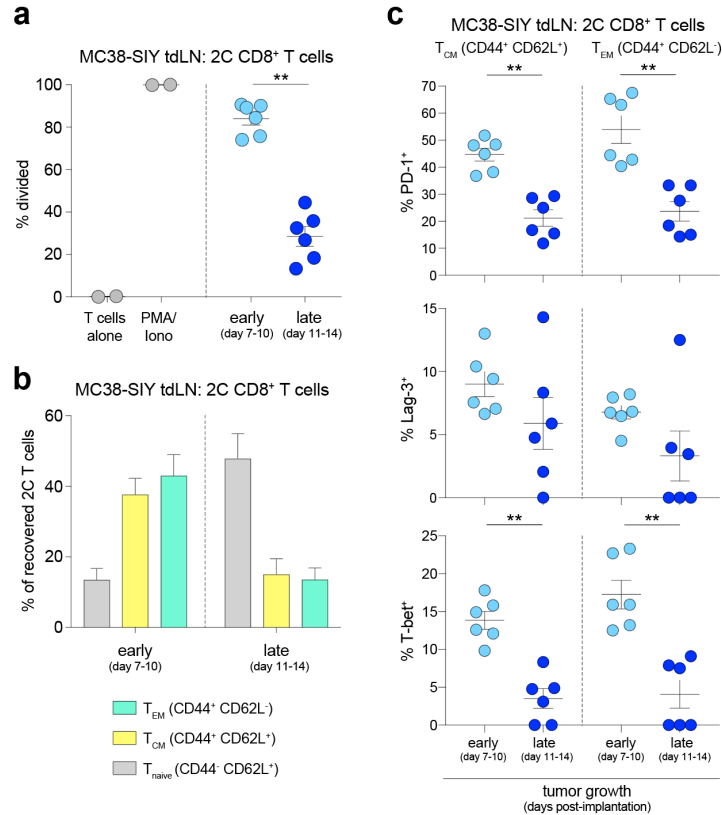 a
MC38-SIY tdLN: 2C CD8⁺ T cells
**
% divided
100
80
60
40
20
0
T cells alone
PMA/ Iono
early
(day 7-10)
late
(day 11-14)
b
MC38-SIY tdLN: 2C CD8⁺ T cells
% of recovered 2C T cells
60
40
20
0
early
(day 7-10)
late
(day 11-14)
T_EM (CD44⁺ CD62L⁻)
T_CM (CD44⁺ CD62L⁺)
T_naive (CD44⁻ CD62L⁺)
c
MC38-SIY tdLN: 2C CD8⁺ T cells
T_CM (CD44⁺ CD62L⁺)
T_EM (CD44⁺ CD62L⁻)
**
**
% PD-1⁺
70
60
50
40
30
20
10
0
% Lag-3⁺
15
10
5
0
**
**
% T-bet⁺
25
20
15
10
5
0
early
(day 7-10)
late
(day 11-14)
early
(day 7-10)
late
(day 11-14)
tumor growth
(days post-implantation)